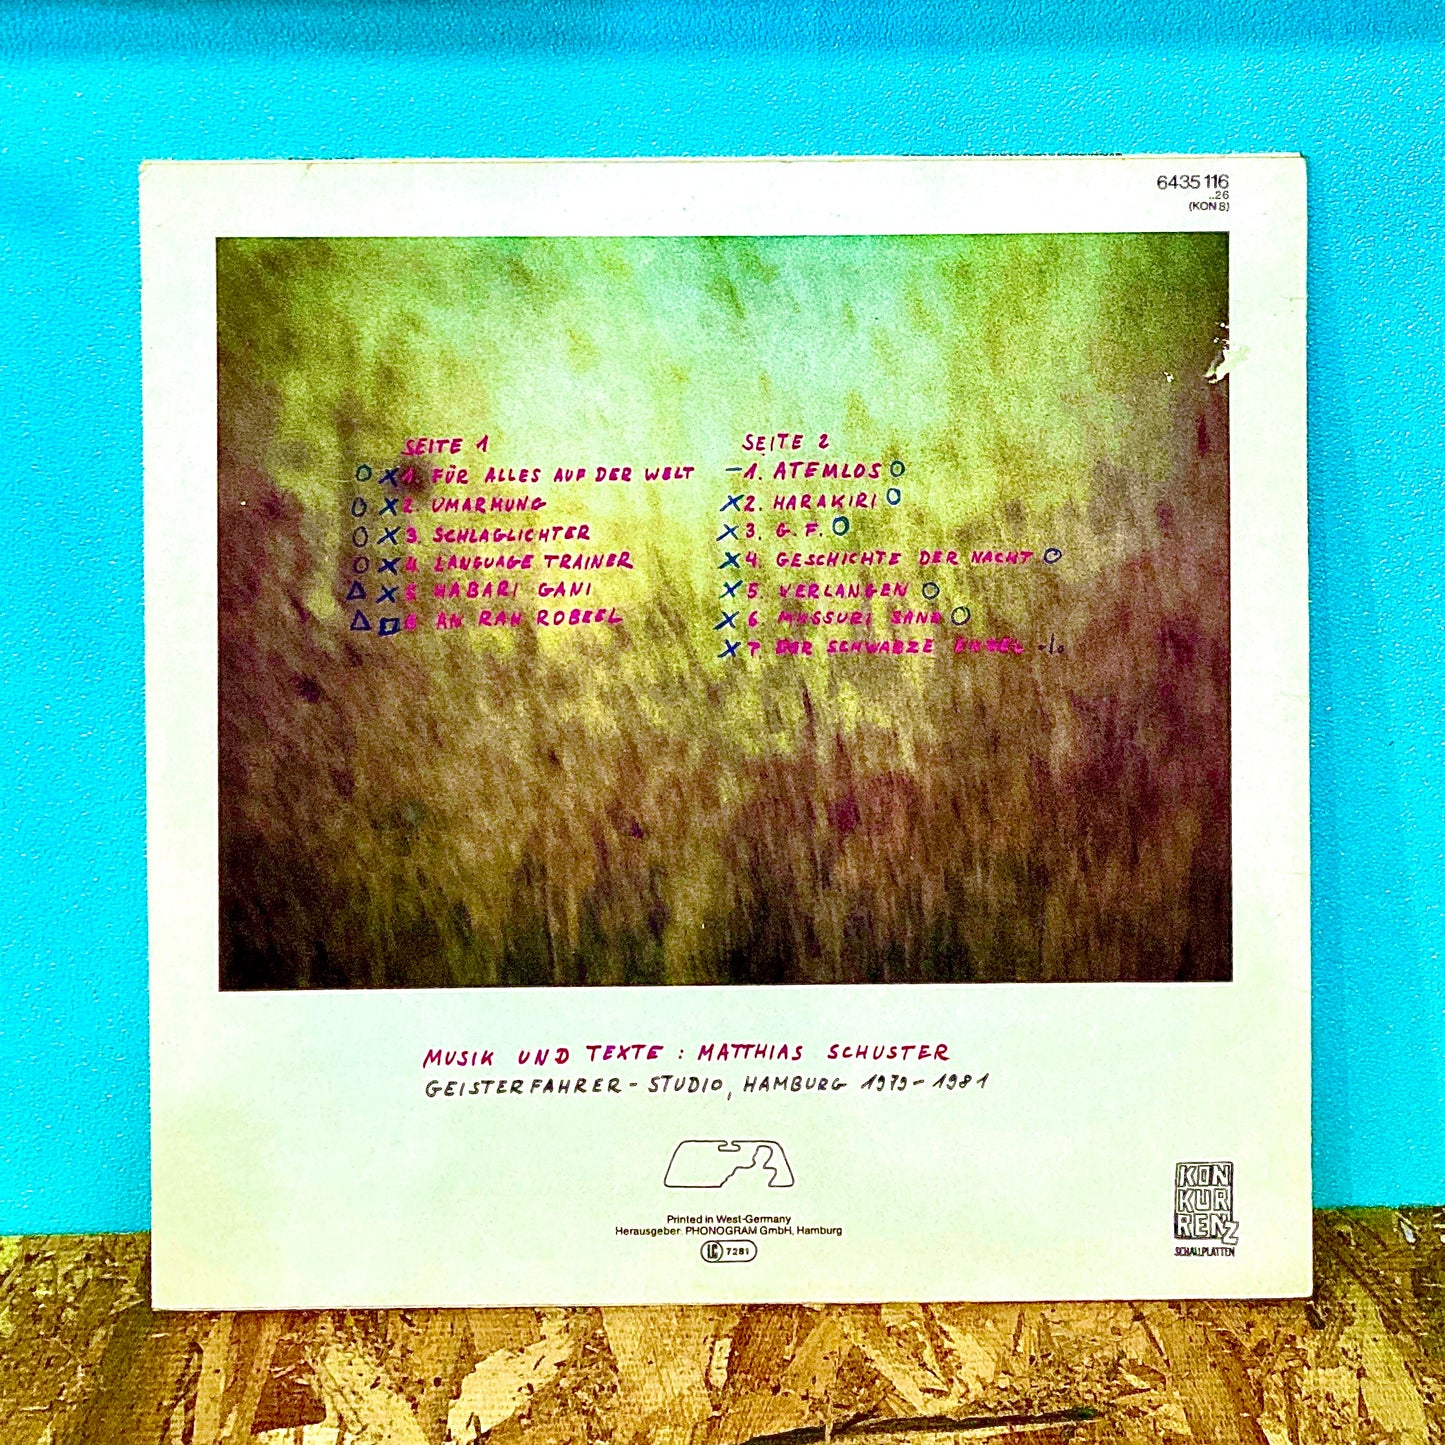 6435 116
..26
(KON 8)
SEITE 1
1. FÜR ALLES AUF DER WELT
2. UMARMUNG
3. SCHLAGLICHTER
4. LANGUAGE TRAINER
5 HABARI GANI
6 AN RAH ROBEEL
SEITE 2
1. ATEMLOS
2. HARAKIRI
3. G. F.
4. GESCHICHTE DER NACHT
5 VERLANGEN
6 MUSSURI SANO
7. DER SCHWARZE ENGEL
MUSIK UND TEXTE : MATTHIAS SCHUSTER
GEISTERFAHRER - STUDIO, HAMBURG 1979 - 1981
Printed in West-Germany
Herausgeber: PHONOGRAM GmbH, Hamburg
LC 7281
KON
KUR
RENZ
SCHALLPLATTEN